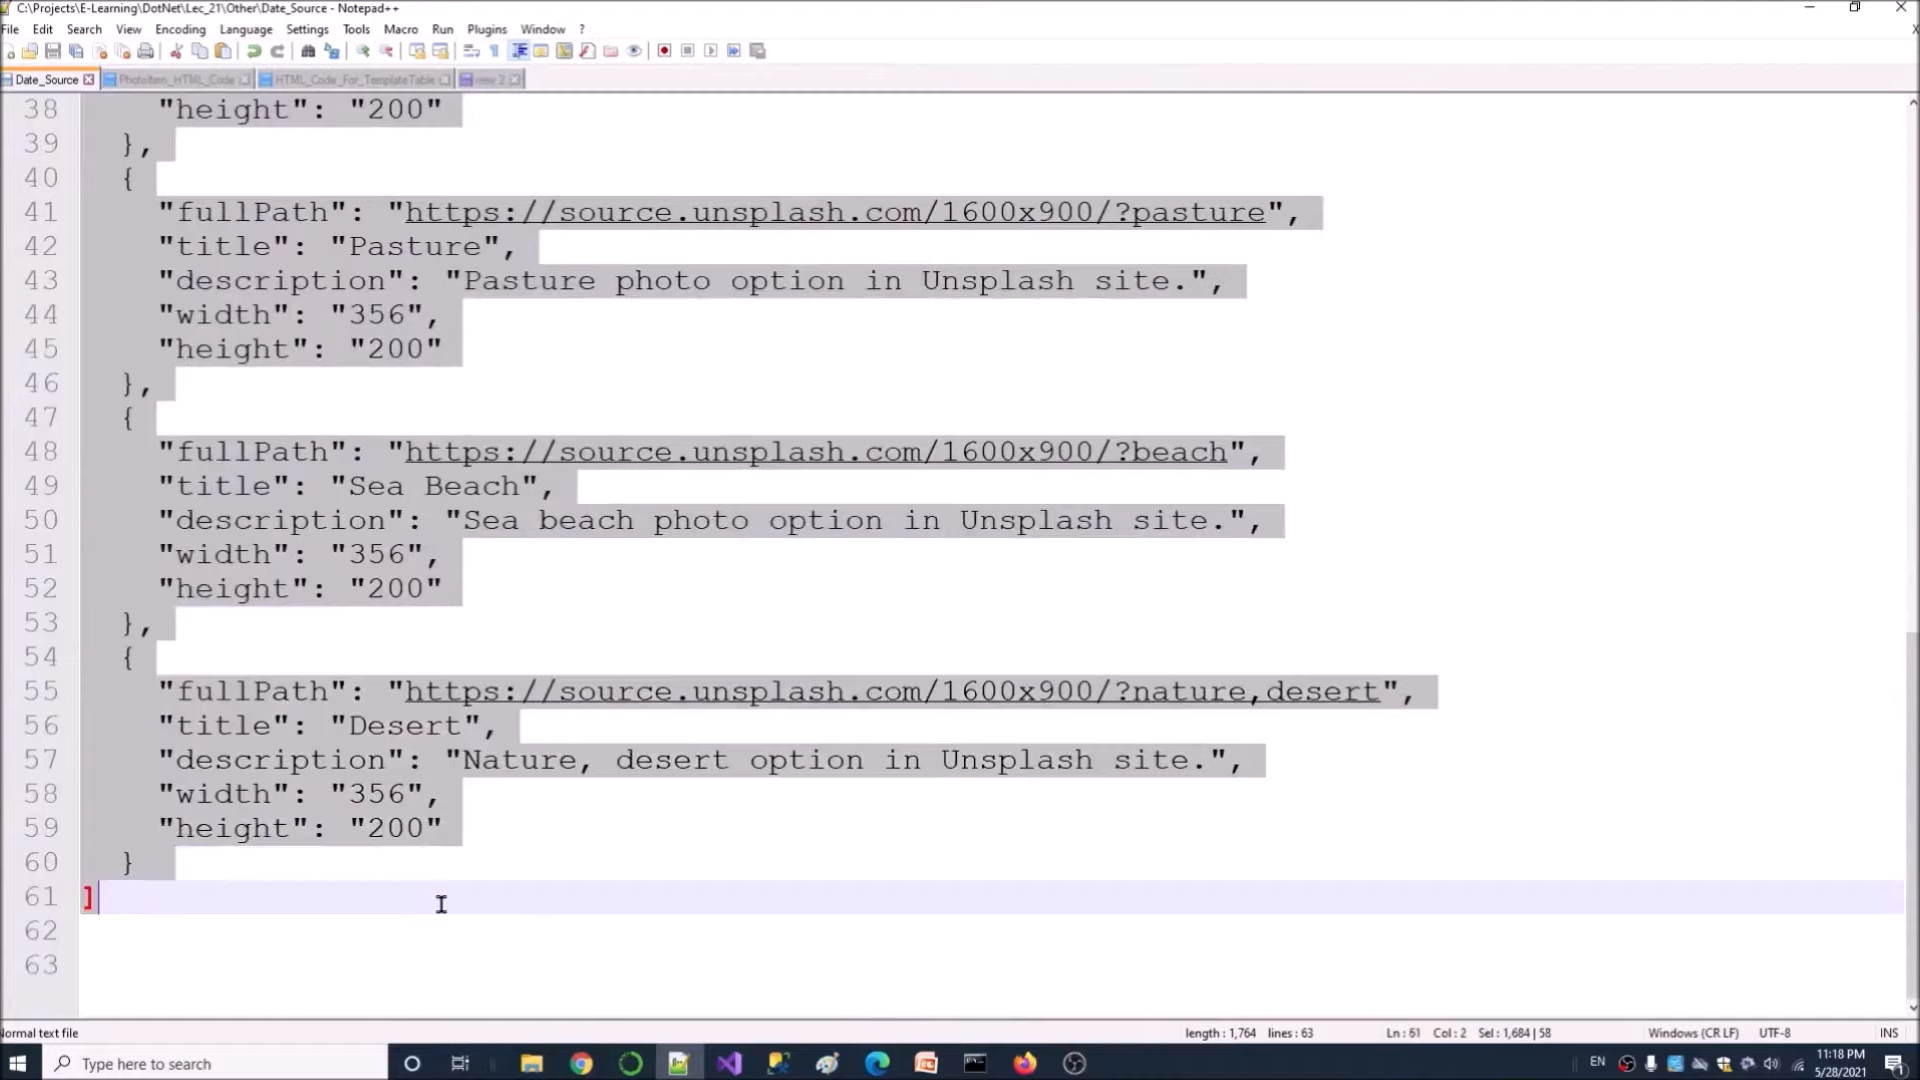 C:\Projects\E-Learning\DotNet\Lec_21\Other\Date_Source - Notepad++
File Edit Search View Encoding Language Settings Tools Macro Run Plugins Window ?
Date_Source PhotoItem_HTML_Code HTML_Code_For_TemplateTable new 2
38 "height": "200"
39 },
40 {
41 "fullPath": "https://source.unsplash.com/1600x900/?pasture",
42 "title": "Pasture",
43 "description": "Pasture photo option in Unsplash site.",
44 "width": "356",
45 "height": "200"
46 },
47 {
48 "fullPath": "https://source.unsplash.com/1600x900/?beach",
49 "title": "Sea Beach",
50 "description": "Sea beach photo option in Unsplash site.",
51 "width": "356",
52 "height": "200"
53 },
54 {
55 "fullPath": "https://source.unsplash.com/1600x900/?nature,desert",
56 "title": "Desert",
57 "description": "Nature, desert option in Unsplash site.",
58 "width": "356",
59 "height": "200"
60 }
61 ]
62
63
Normal text file length : 1,764 lines : 63 Ln : 61 Col : 2 Sel : 1,684 | 58 Windows (CR LF) UTF-8 INS
Type here to search EN 11:18 PM
5/28/2021